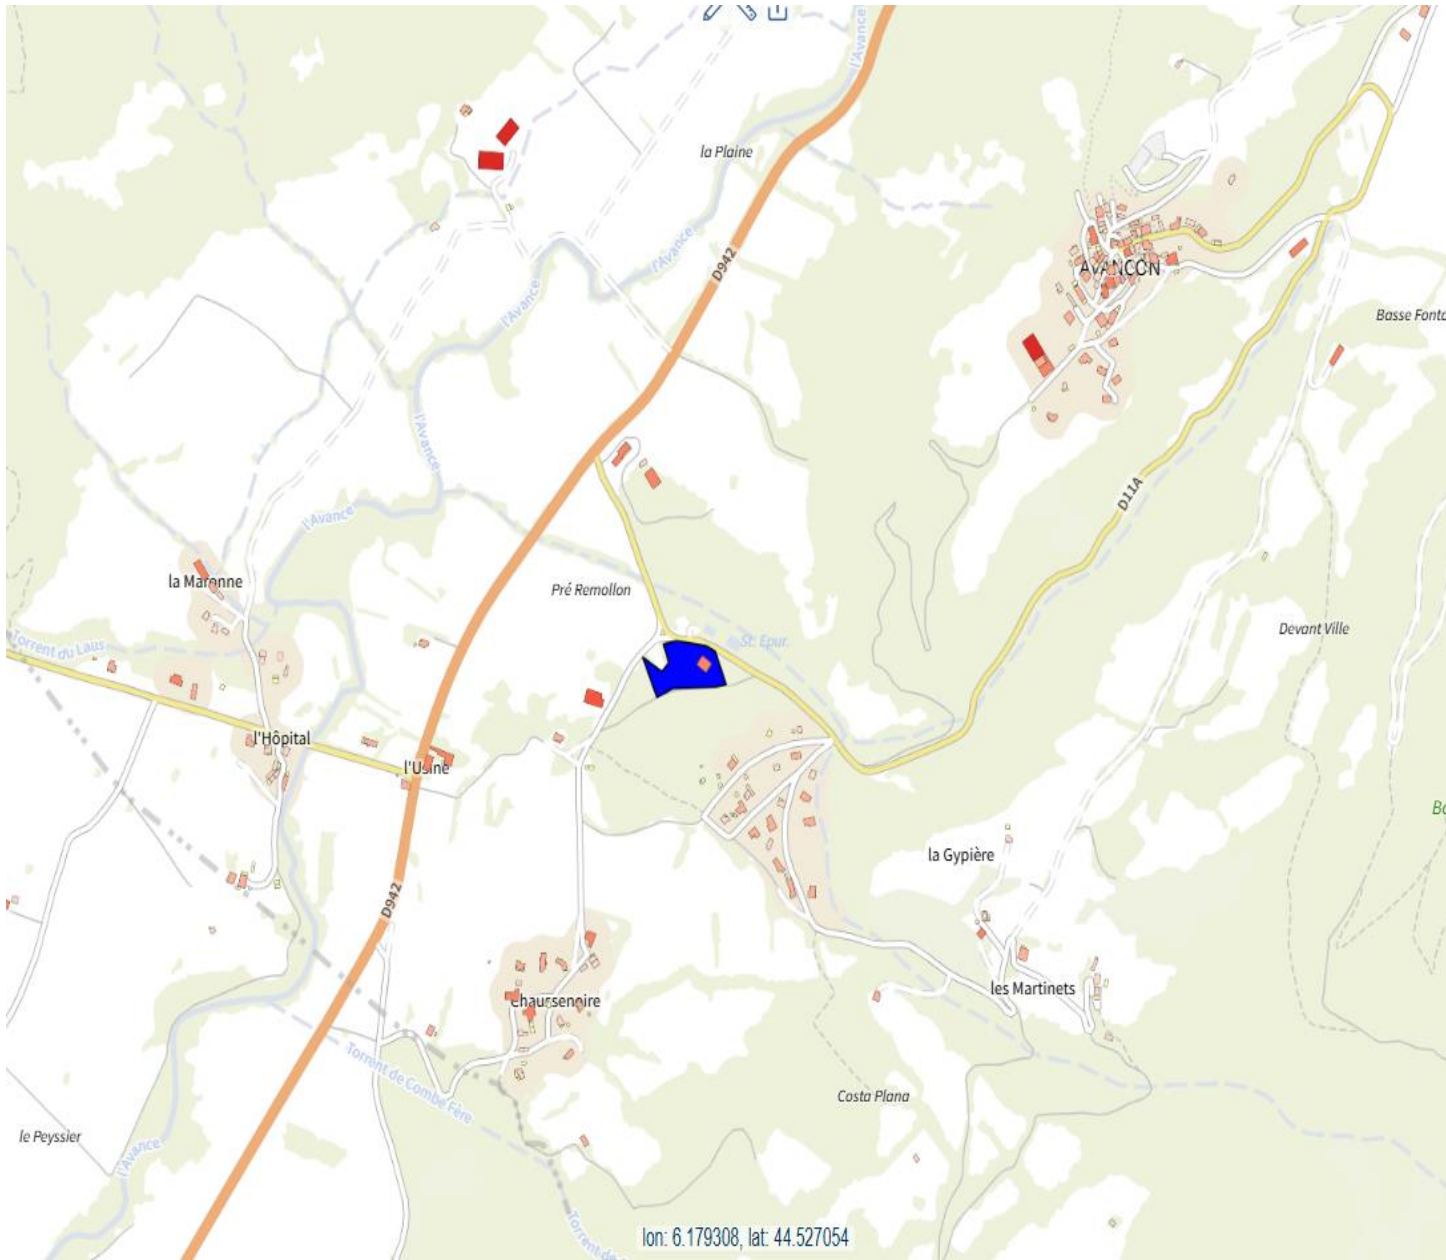 l'Avance
la Plaine
l'Avance
D942
AVANÇON
l'Avance
Basse Fonta
l'Avance
D11A
l'Avance
la Maronne
Pré Remollon
Devant Ville
Torrent du Laus
St. Epur.
l'Hôpital
l'Usine
la Gypière
D942
les Martinets
Chaussenoire
Torrent de Combe Fère
Costa Plana
le Peyssier
l'Avance
lon: 6.179308, lat: 44.527054